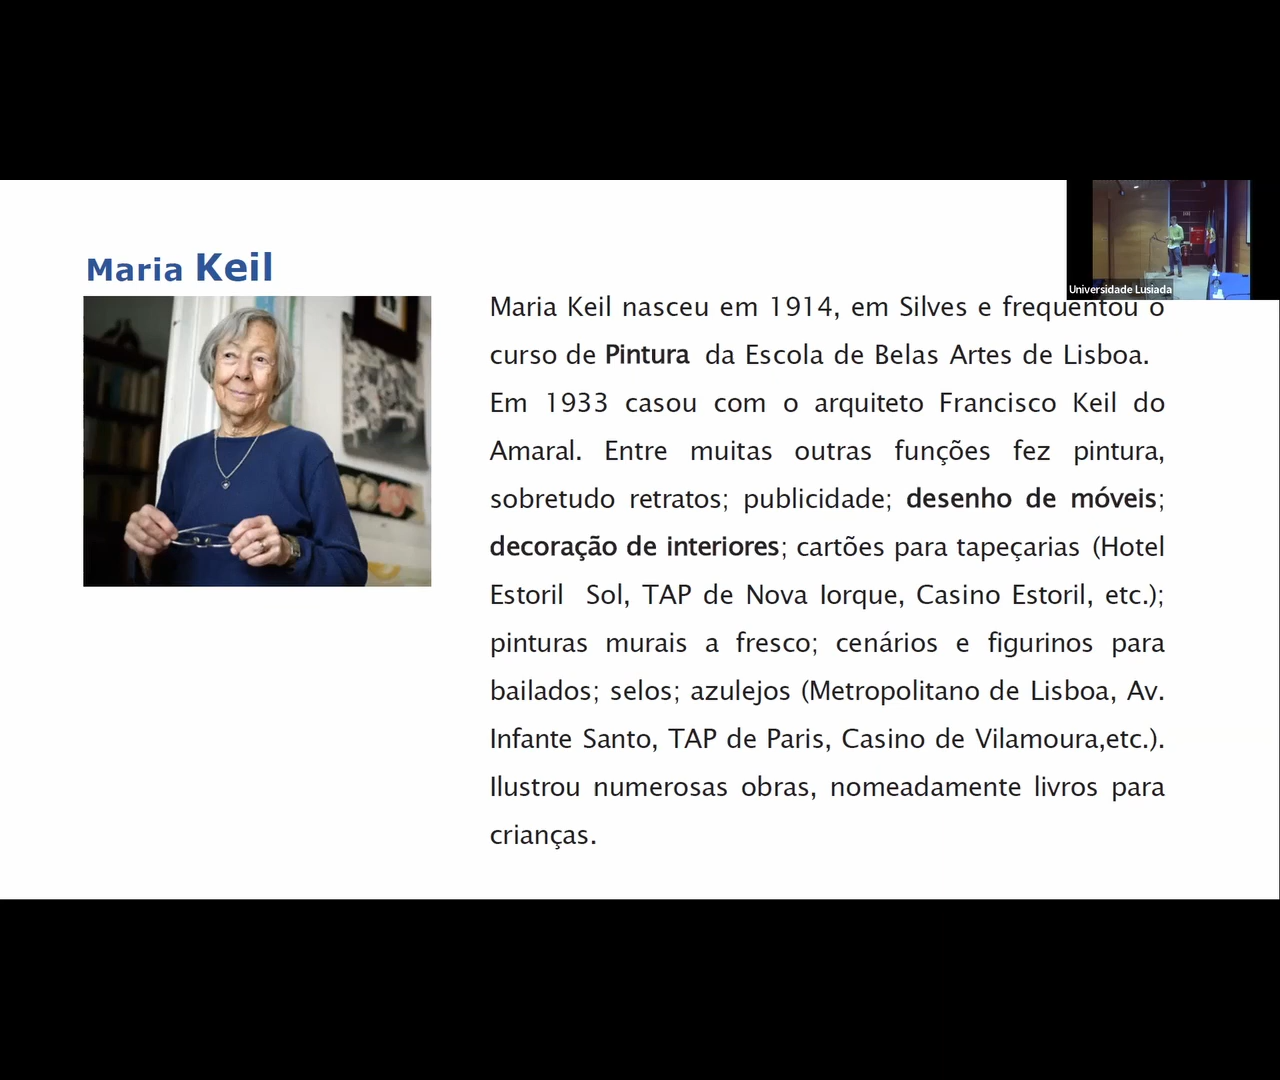 Universidade Lusíada
Maria Keil
Maria Keil nasceu em 1914, em Silves e frequentou o
curso de Pintura da Escola de Belas Artes de Lisboa.
Em 1933 casou com o arquiteto Francisco Keil do
Amaral. Entre muitas outras funções fez pintura,
sobretudo retratos; publicidade; desenho de móveis;
decoração de interiores; cartões para tapeçarias (Hotel
Estoril Sol, TAP de Nova Iorque, Casino Estoril, etc.);
pinturas murais a fresco; cenários e figurinos para
bailados; selos; azulejos (Metropolitano de Lisboa, Av.
Infante Santo, TAP de Paris, Casino de Vilamoura,etc.).
Ilustrou numerosas obras, nomeadamente livros para
crianças.